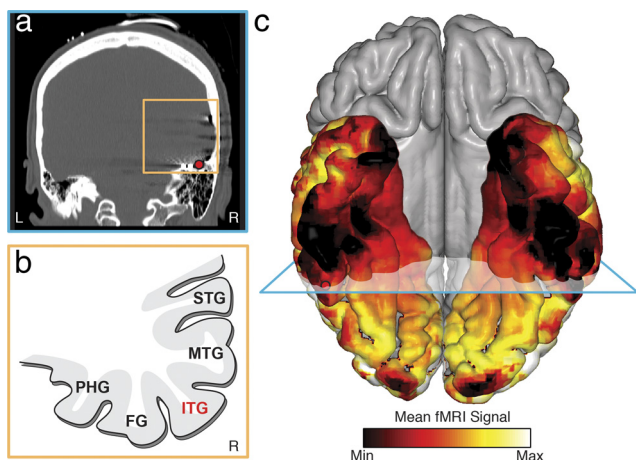 a
L
R
b
STG
MTG
ITG
FG
PHG
R
c
Mean fMRI Signal
Min
Max